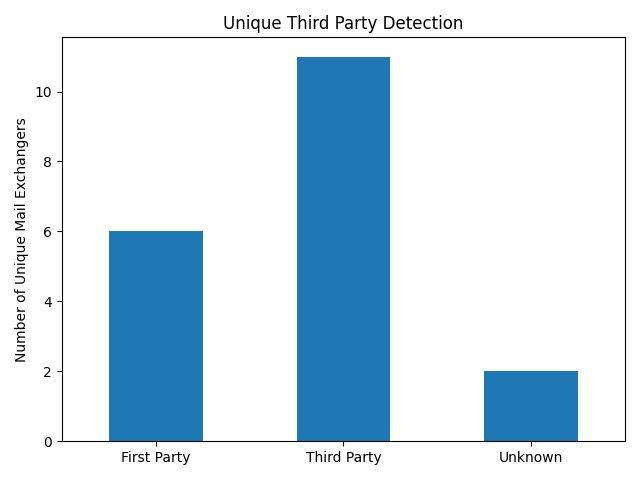 Unique Third Party Detection
Number of Unique Mail Exchangers
10
8
6
4
2
0
First Party
Third Party
Unknown